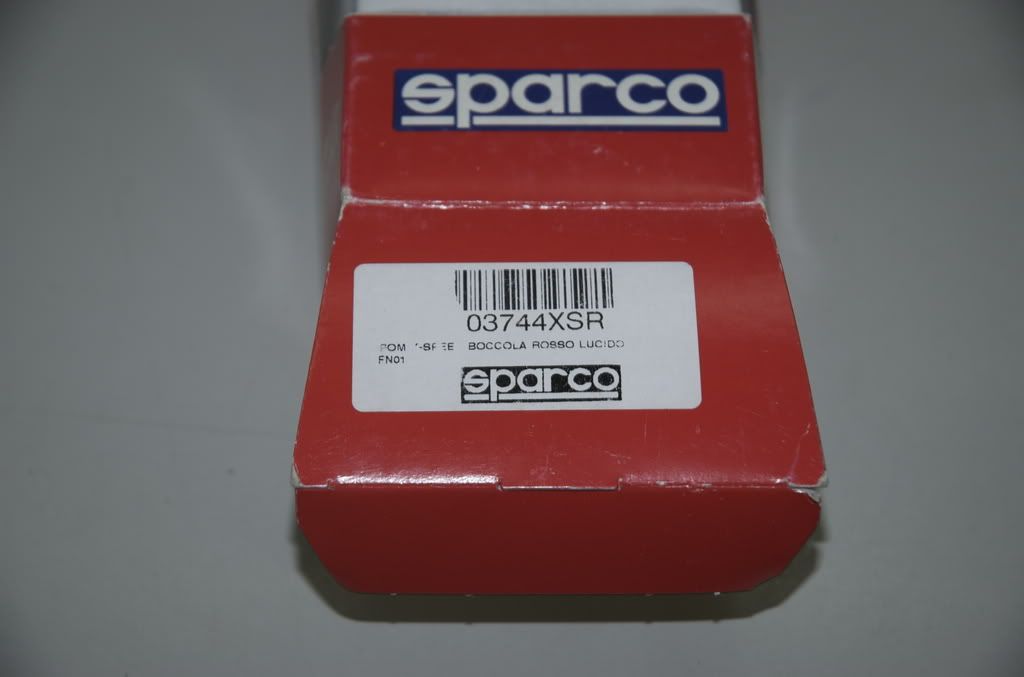 sparco
03744XSR
BOCCOLA ROSSO LUCIDO
FN01
sparco